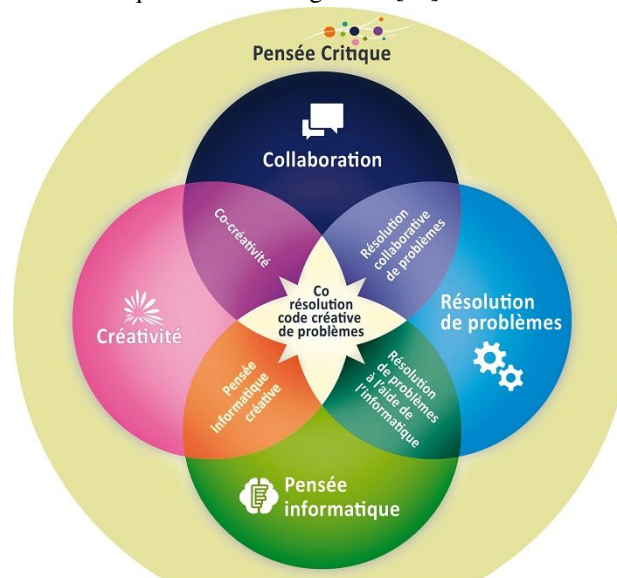 Pensée Critique
Collaboration
Co-créativité
Résolution
collaborative
de problèmes
Créativité
Co
résolution
code créative
de problèmes
Résolution
de problèmes
Pensée
informatique
créative
Résolution
de problèmes
à l'aide de
l'informatique
Pensée
informatique